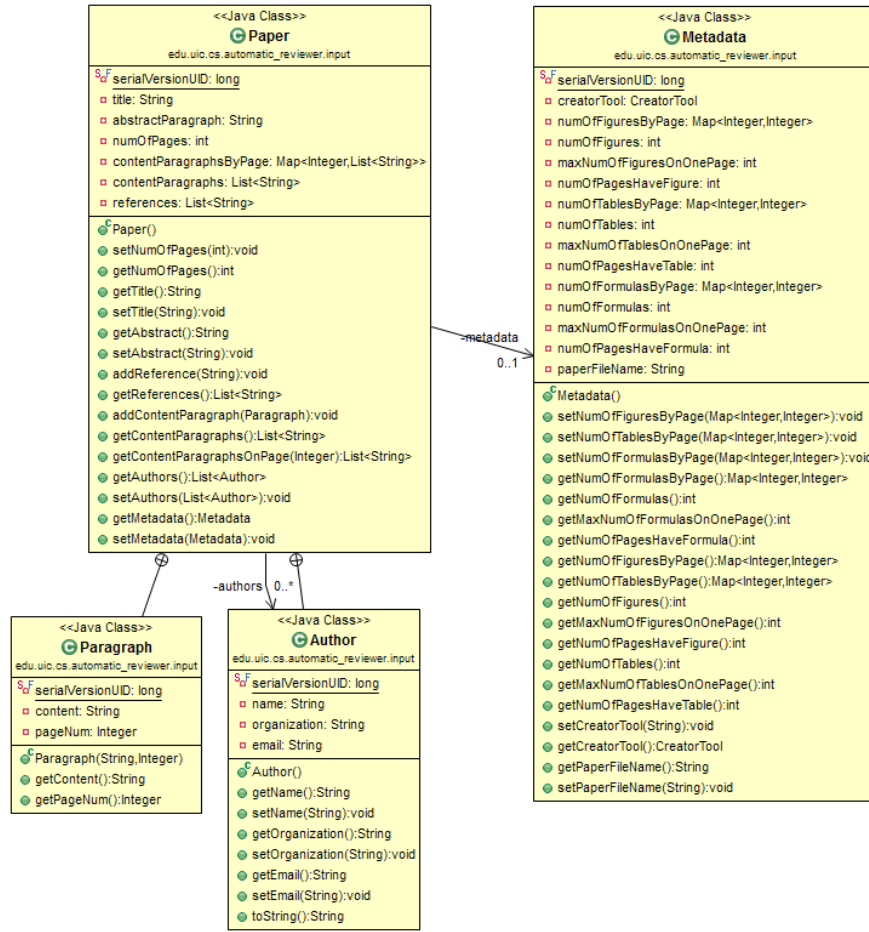 <<Java Class>>
Paper
edu.uic.cs.automatic_reviewer.input
serialVersionUID: long
title: String
abstractParagraph: String
numOfPages: int
contentParagraphsByPage: Map<Integer,List<String>>
contentParagraphs: List<String>
references: List<String>
Paper()
setNumOfPages(int):void
getNumOfPages():int
getTitle():String
setTitle(String):void
getAbstract():String
setAbstract(String):void
addReference(String):void
getReferences():List<String>
addContentParagraph(Paragraph):void
getContentParagraphs():List<String>
getContentParagraphsOnPage(Integer):List<String>
getAuthors():List<Author>
setAuthors(List<Author>):void
getMetadata():Metadata
setMetadata(Metadata):void
<<Java Class>>
Metadata
edu.uic.cs.automatic_reviewer.input
serialVersionUID: long
creatorTool: CreatorTool
numOfFiguresByPage: Map<Integer,Integer>
numOfFigures: int
maxNumOfFiguresOnOnePage: int
numOfPagesHaveFigure: int
numOfTablesByPage: Map<Integer,Integer>
numOfTables: int
maxNumOfTablesOnOnePage: int
numOfPagesHaveTable: int
numOfFormulasByPage: Map<Integer,Integer>
numOfFormulas: int
maxNumOfFormulasOnOnePage: int
numOfPagesHaveFormula: int
paperFileName: String
Metadata()
setNumOfFiguresByPage(Map<Integer,Integer>):void
setNumOfTablesByPage(Map<Integer,Integer>):void
setNumOfFormulasByPage(Map<Integer,Integer>):void
getNumOfFormulasByPage():Map<Integer,Integer>
getNumOfFormulas():int
getMaxNumOfFormulasOnOnePage():int
getNumOfPagesHaveFormula():int
getNumOfFiguresByPage():Map<Integer,Integer>
getNumOfTablesByPage():Map<Integer,Integer>
getNumOfFigures():int
getMaxNumOfFiguresOnOnePage():int
getNumOfPagesHaveFigure():int
getNumOfTables():int
getMaxNumOfTablesOnOnePage():int
getNumOfPagesHaveTable():int
setCreatorTool(String):void
getCreatorTool():CreatorTool
getPaperFileName():String
setPaperFileName(String):void
-metadata
0..1
-authors 0..*
<<Java Class>>
Paragraph
edu.uic.cs.automatic_reviewer.input
serialVersionUID: long
content: String
pageNum: Integer
Paragraph(String,Integer)
getContent():String
getPageNum():Integer
<<Java Class>>
Author
edu.uic.cs.automatic_reviewer.input
serialVersionUID: long
name: String
organization: String
email: String
Author()
getName():String
setName(String):void
getOrganization():String
setOrganization(String):void
getEmail():String
setEmail(String):void
toString():String